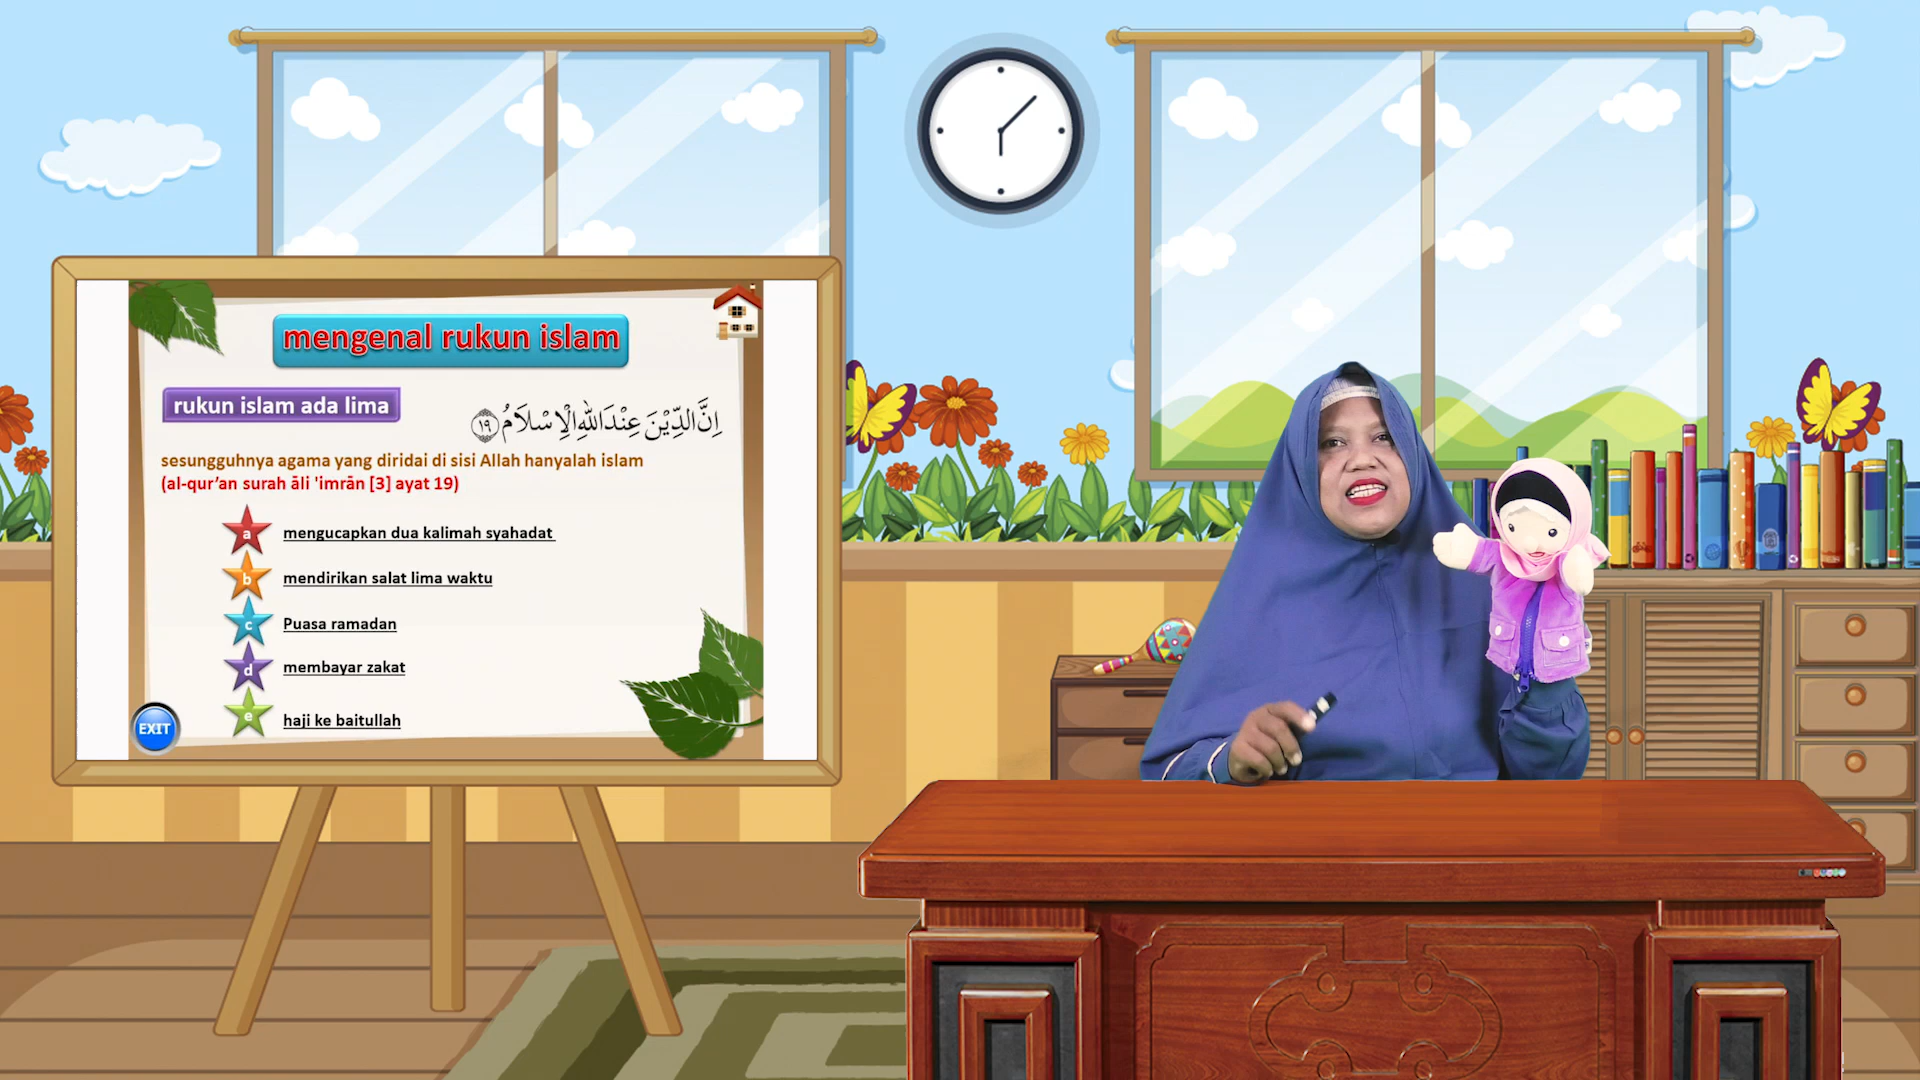 mengenal rukun islam
rukun islam ada lima
اِنَّ الدِّيْنَ عِنْدَ اللّٰهِ الْاِسْلَامُ ۝١٩
sesungguhnya agama yang diridai di sisi Allah hanyalah islam
(al-qur’an surah āli 'imrān [3] ayat 19)
a mengucapkan dua kalimah syahadat
b mendirikan salat lima waktu
c Puasa ramadan
d membayar zakat
e haji ke baitullah
EXIT